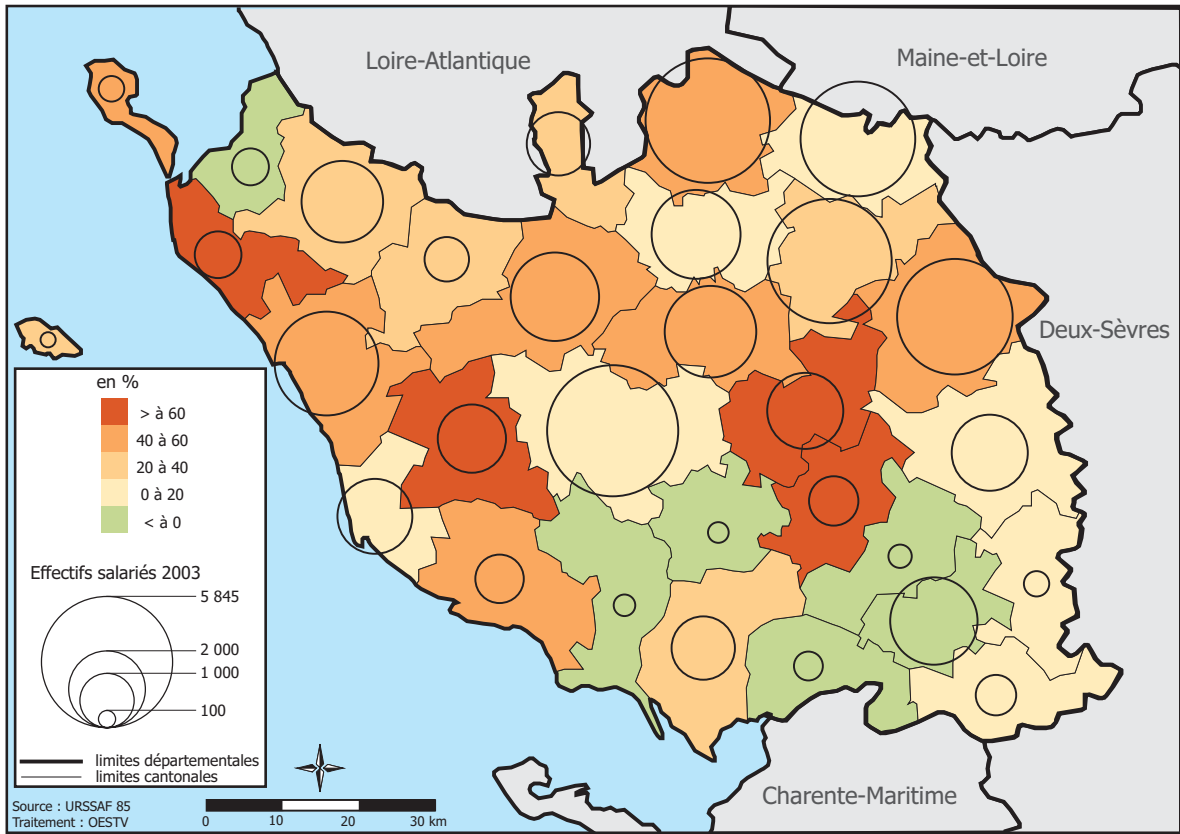 Loire-Atlantique
Maine-et-Loire
Deux-Sèvres
Charente-Maritime
en %
> à 60
40 à 60
20 à 40
0 à 20
< à 0
Effectifs salariés 2003
5 845
2 000
1 000
100
limites départementales
limites cantonales
Source : URSSAF 85
Traitement : OESTV
0 10 20 30 km